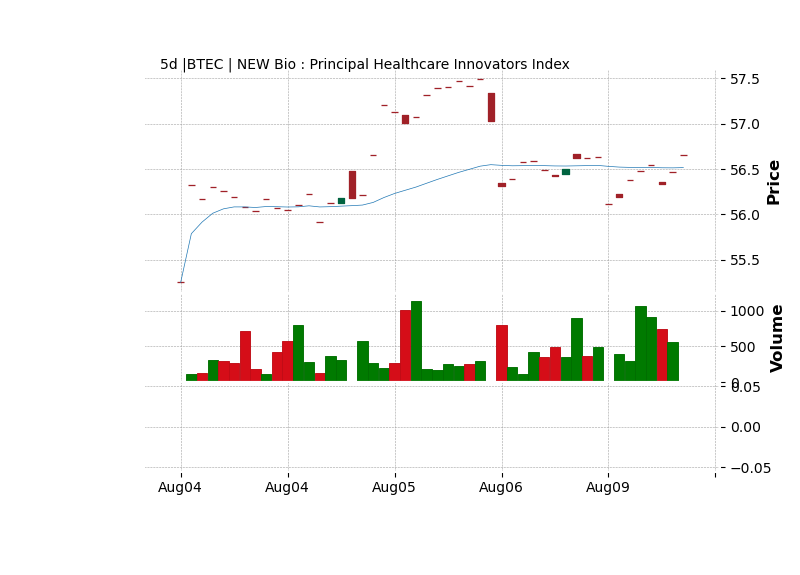 5d |BTEC | NEW Bio : Principal Healthcare Innovators Index
57.5
57.0
56.5
56.0
55.5
Price
1000
500
0
Volume
0.05
0.00
−0.05
Aug04 Aug04 Aug05 Aug06 Aug09